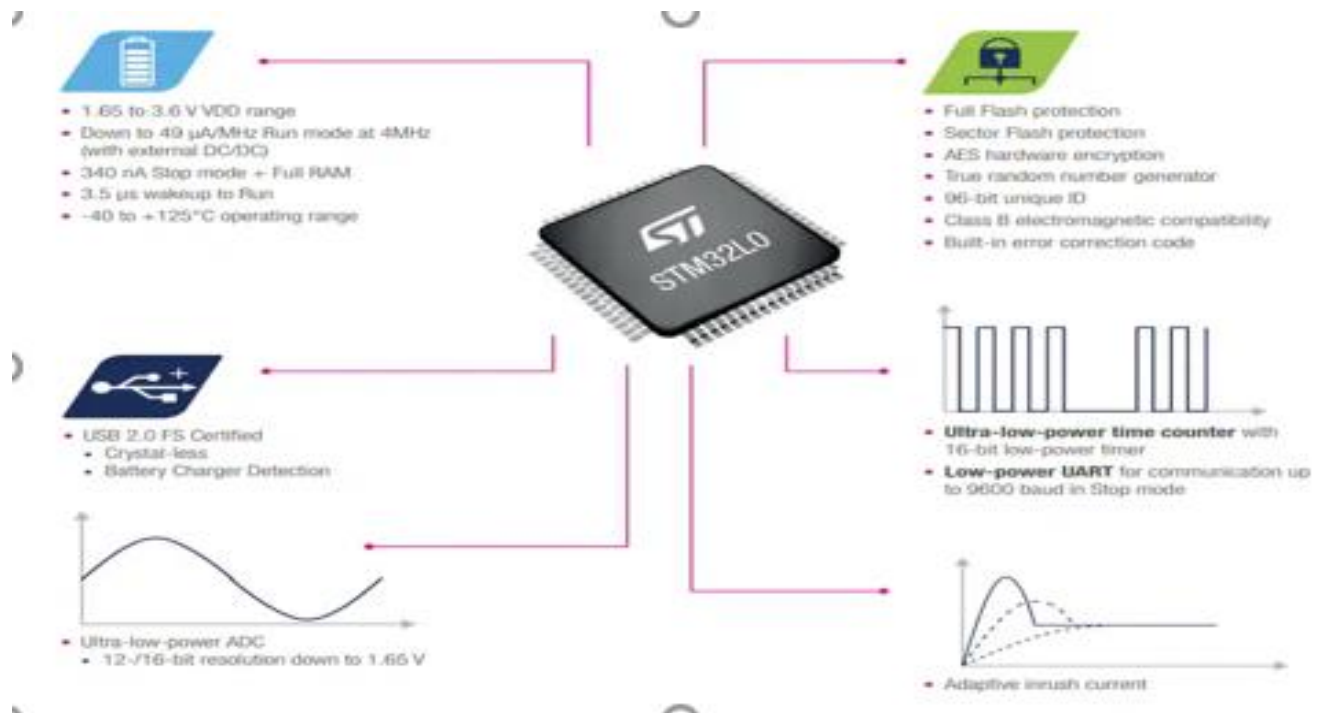 1.65 to 3.6 V VDD range
Down to 49 µA/MHz Run mode at 4MHz
(with external DC/DC)
340 nA Stop mode + Full RAM
3.5 µs wakeup to Run
-40 to +125°C operating range
Full Flash protection
Sector Flash protection
AES hardware encryption
True random number generator
96-bit unique ID
Class B electromagnetic compatibility
Built-in error correction code
ST
STM32L0
USB 2.0 FS Certified
Crystal-less
Battery Charger Detection
Ultra-low-power time counter with
16-bit low-power timer
Low-power UART for communication up
to 9600 baud in Stop mode
Ultra-low-power ADC
12-/16-bit resolution down to 1.65 V
Adaptive inrush current